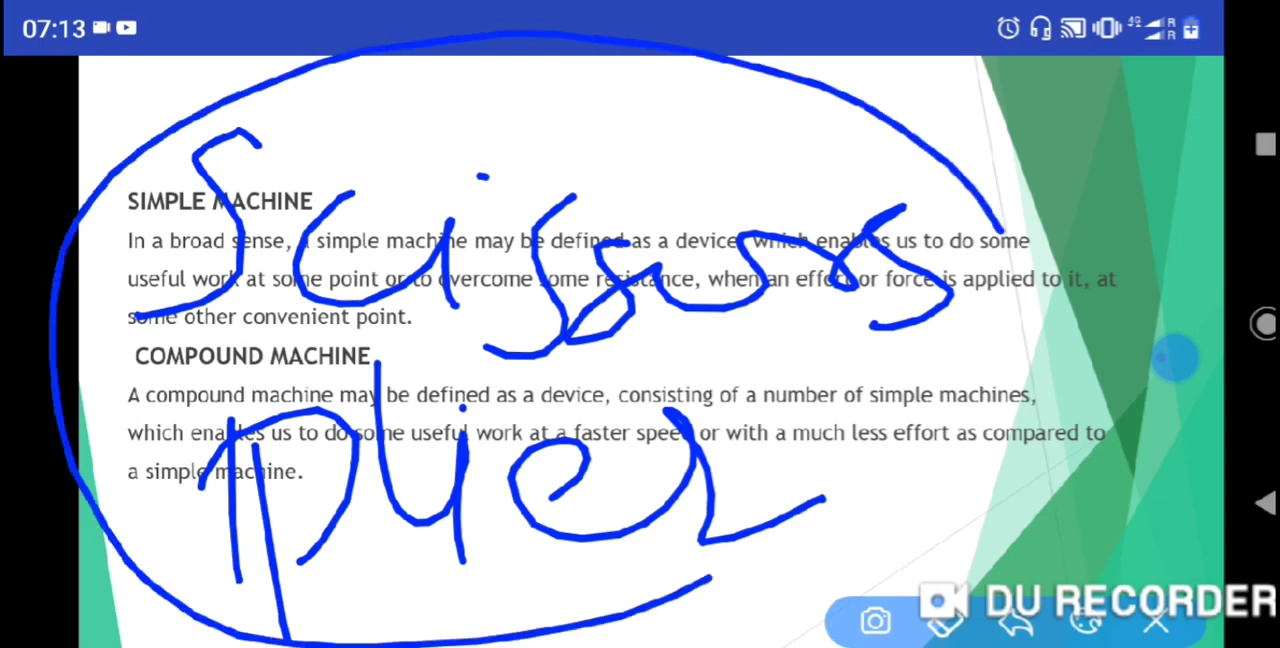 07:13
4G R
R
SIMPLE MACHINE
In a broad sense, a simple machine may be defined as a device, which enables us to do some
useful work at some point or to overcome some resistance, when an effort or force is applied to it, at
some other convenient point.
COMPOUND MACHINE
A compound machine may be defined as a device, consisting of a number of simple machines,
which enables us to do some useful work at a faster speed or with a much less effort as compared to
a simple machine.
Scissors
Plier
DU RECORDER